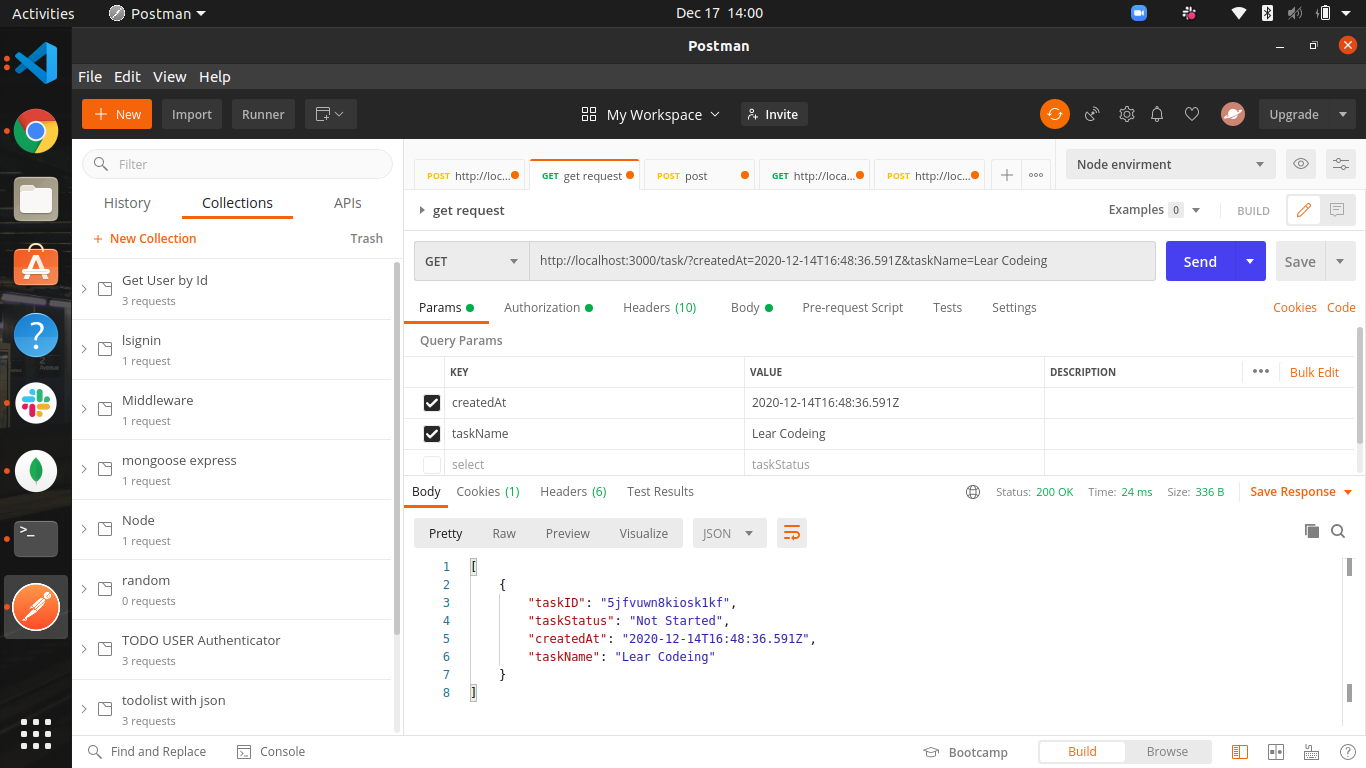 Activities
Postman
Dec 17 14:00
Postman
File Edit View Help
New
Import
Runner
My Workspace
Invite
Upgrade
Filter
History
Collections
APIs
+ New Collection
Trash
Get User by Id
3 requests
lsignin
1 request
Middleware
1 request
mongoose express
1 request
Node
1 request
random
0 requests
TODO USER Authenticator
3 requests
todolist with json
3 requests
POST http://loc...
GET get request
POST post
GET http://loca...
POST http://loc...
Node envirment
get request
Examples 0
BUILD
GET
http://localhost:3000/task/?createdAt=2020-12-14T16:48:36.591Z&taskName=Lear Codeing
Send
Save
Params
Authorization
Headers (10)
Body
Pre-request Script
Tests
Settings
Cookies
Code
Query Params
KEY VALUE DESCRIPTION
Bulk Edit
createdAt 2020-12-14T16:48:36.591Z
taskName Lear Codeing
select taskStatus
Body
Cookies (1)
Headers (6)
Test Results
Status: 200 OK
Time: 24 ms
Size: 336 B
Save Response
Pretty
Raw
Preview
Visualize
JSON
1 [
2 {
3 "taskID": "5jfvuwn8kiosk1kf",
4 "taskStatus": "Not Started",
5 "createdAt": "2020-12-14T16:48:36.591Z",
6 "taskName": "Lear Codeing"
7 }
8 ]
Find and Replace
Console
Bootcamp
Build
Browse